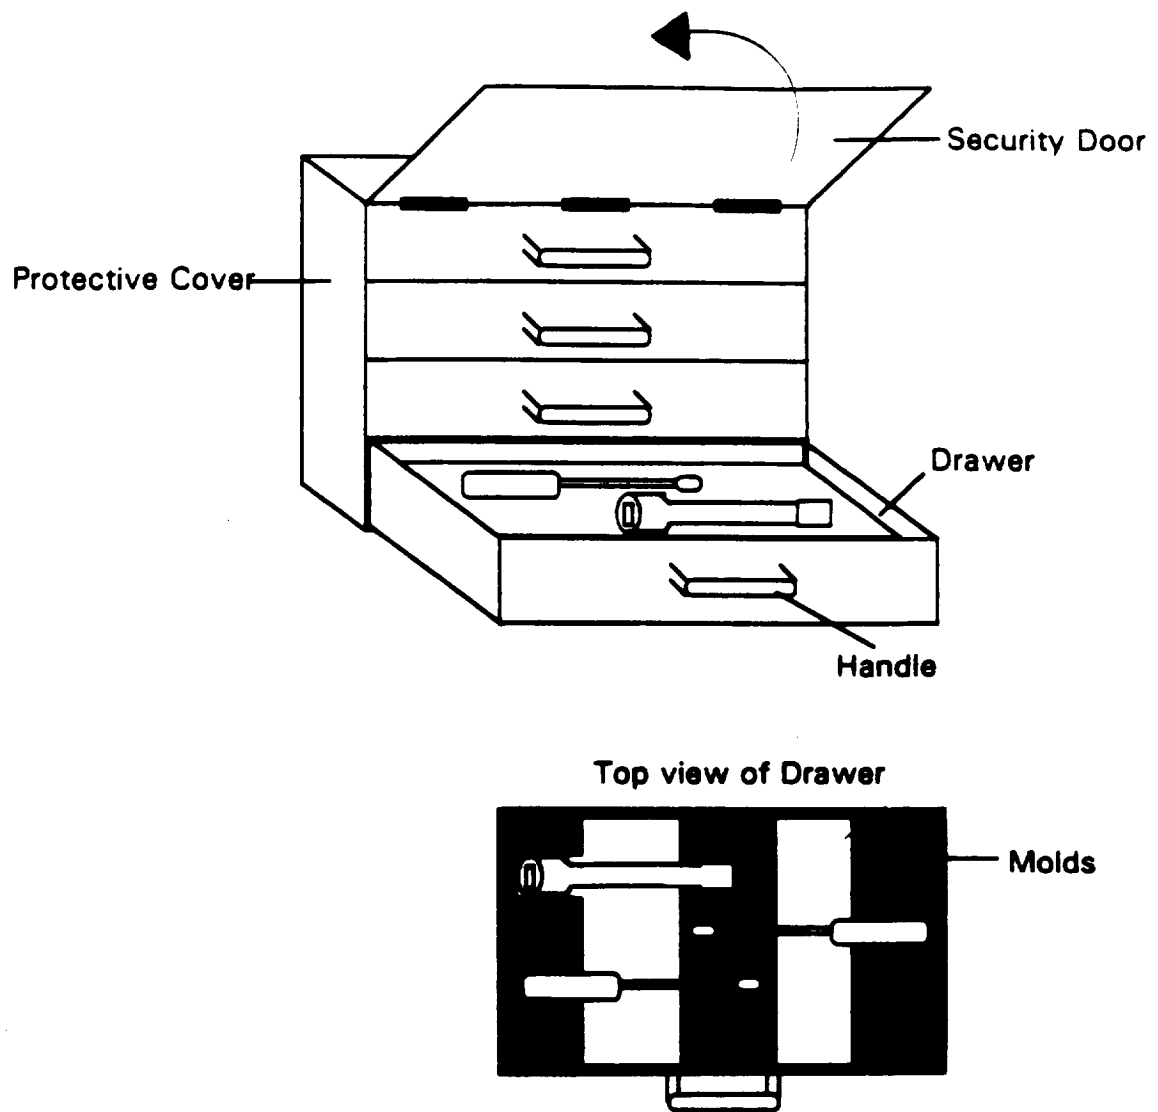 Security Door
Protective Cover
Drawer
Handle
Top view of Drawer
Molds